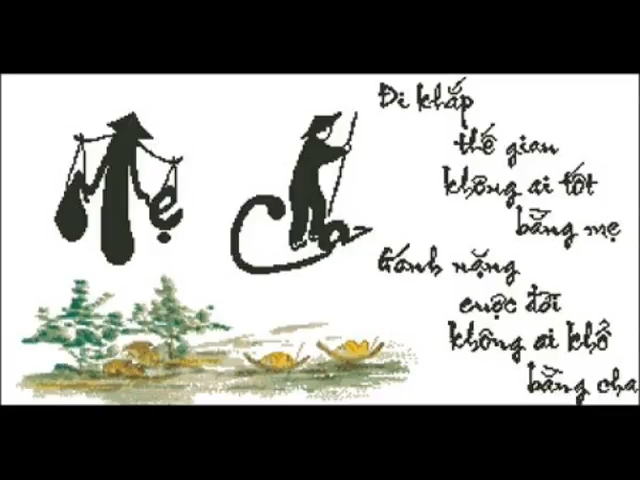 Mẹ Cha
Đi khắp
thế gian
không ai tốt
bằng mẹ
Gánh nặng
cuộc đời
không ai khổ
bằng cha